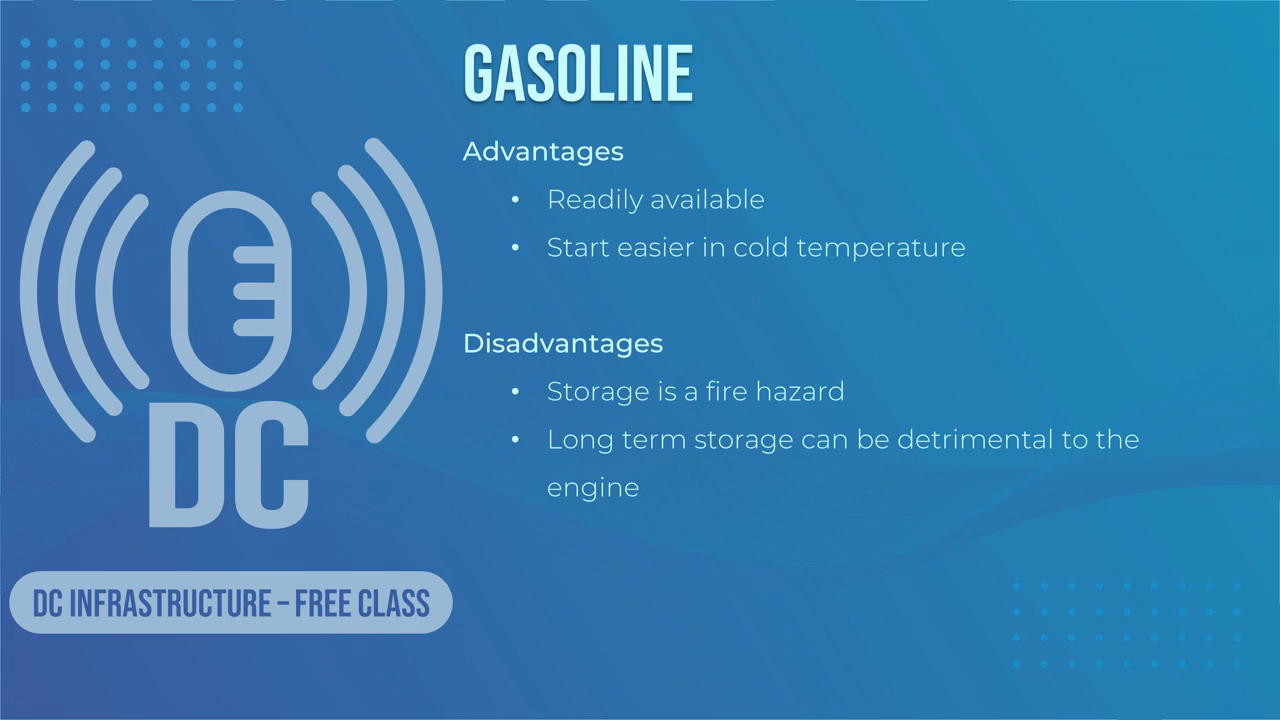 GASOLINE
Advantages
• Readily available
• Start easier in cold temperature
Disadvantages
• Storage is a fire hazard
• Long term storage can be detrimental to the
engine
DC
DC INFRASTRUCTURE – FREE CLASS